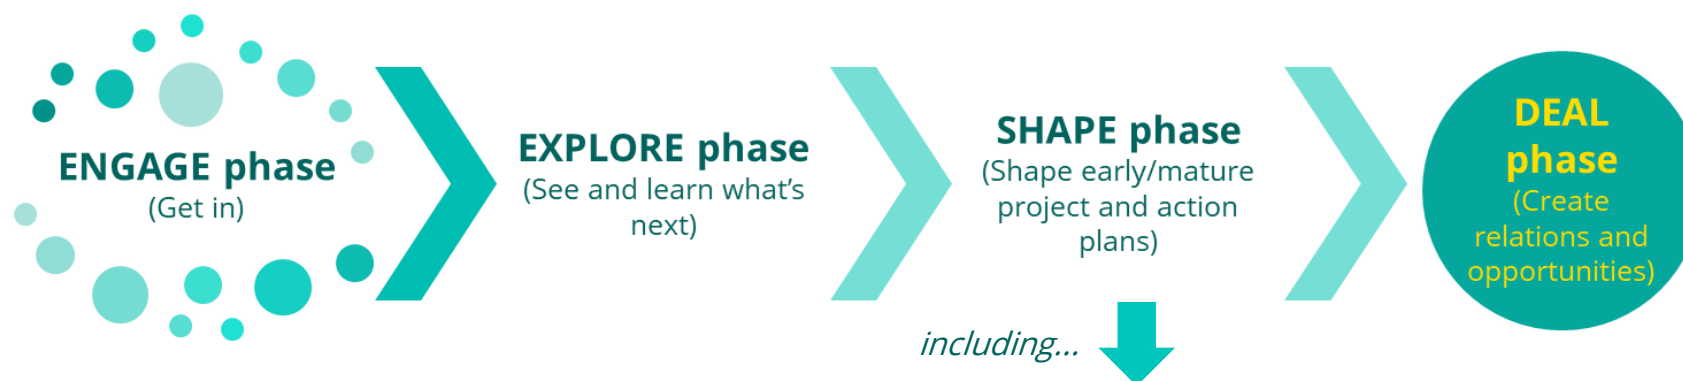 ENGAGE phase
(Get in)
EXPLORE phase
(See and learn what's
next)
SHAPE phase
(Shape early/mature
project and action
plans)
including...
DEAL
phase
(Create
relations and
opportunities)